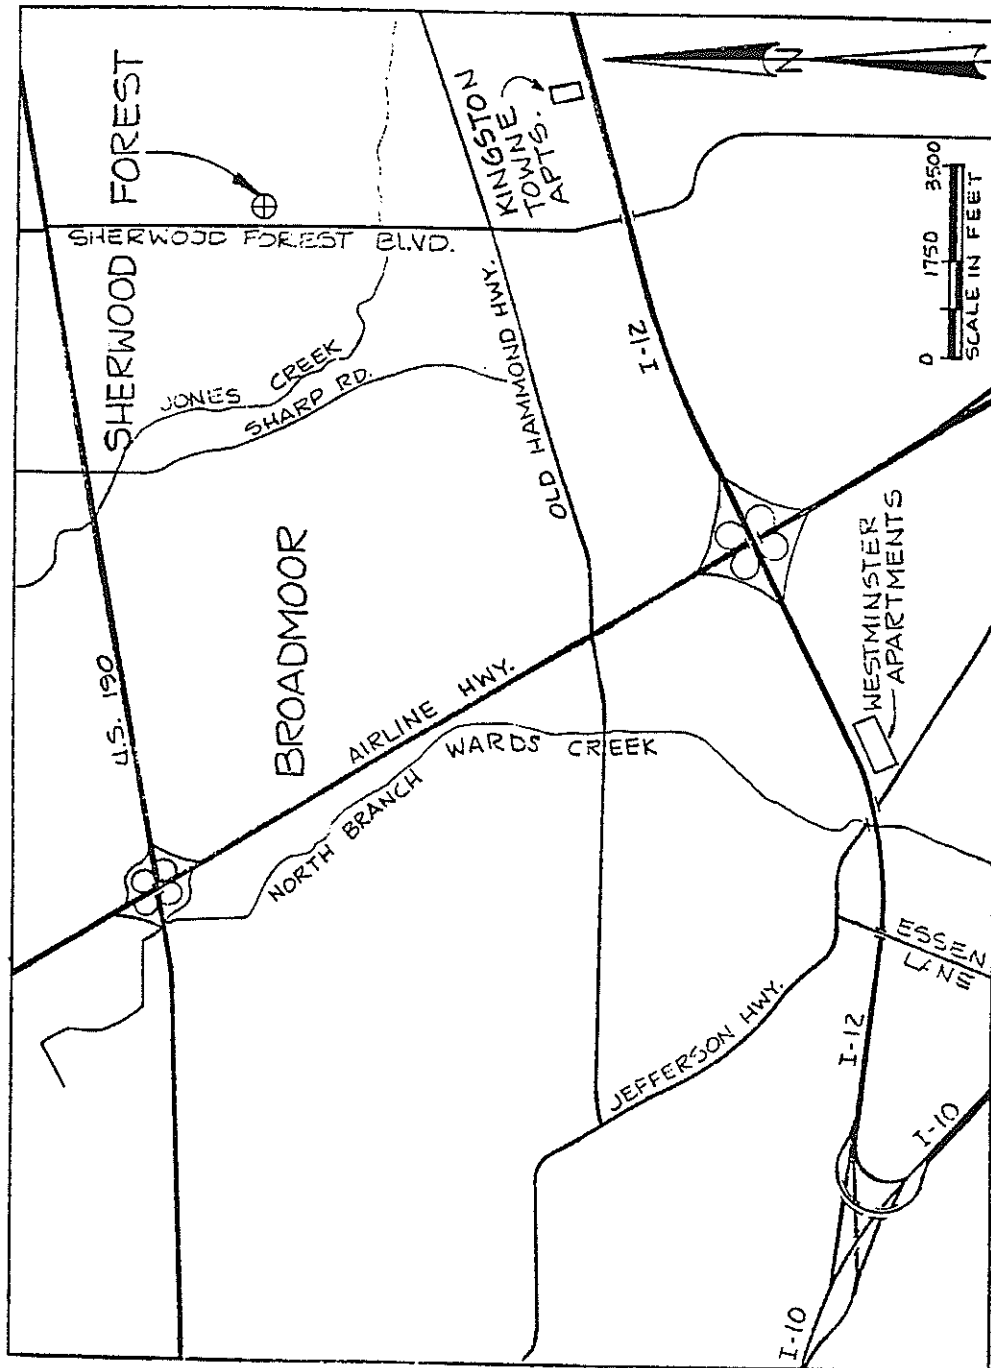 SHERWOOD FOREST
SHERWOOD FOREST BLVD.
JONES CREEK
SHARP RD.
U.S. 190
BROADMOOR
AIRLINE HWY.
NORTH BRANCH
WARDS CREEK
OLD HAMMOND HWY.
KINGSTON
TOWNE
APTS.
N
I-12
0 1750 3500
SCALE IN FEET
WESTMINSTER
APARTMENTS
ESSEN
LANE
JEFFERSON HWY.
I-12
I-10
I-10